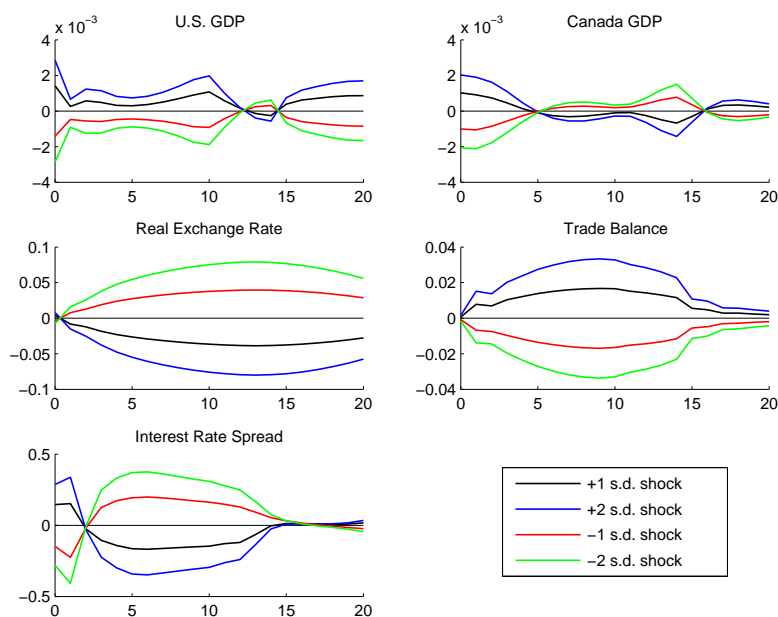 U.S. GDP
x 10⁻³
4
2
0
−2
−4
0 5 10 15 20
Canada GDP
x 10⁻³
4
2
0
−2
−4
0 5 10 15 20
Real Exchange Rate
0.1
0.05
0
−0.05
−0.1
0 5 10 15 20
Trade Balance
0.04
0.02
0
−0.02
−0.04
0 5 10 15 20
Interest Rate Spread
0.5
0
−0.5
0 5 10 15 20
+1 s.d. shock
+2 s.d. shock
−1 s.d. shock
−2 s.d. shock